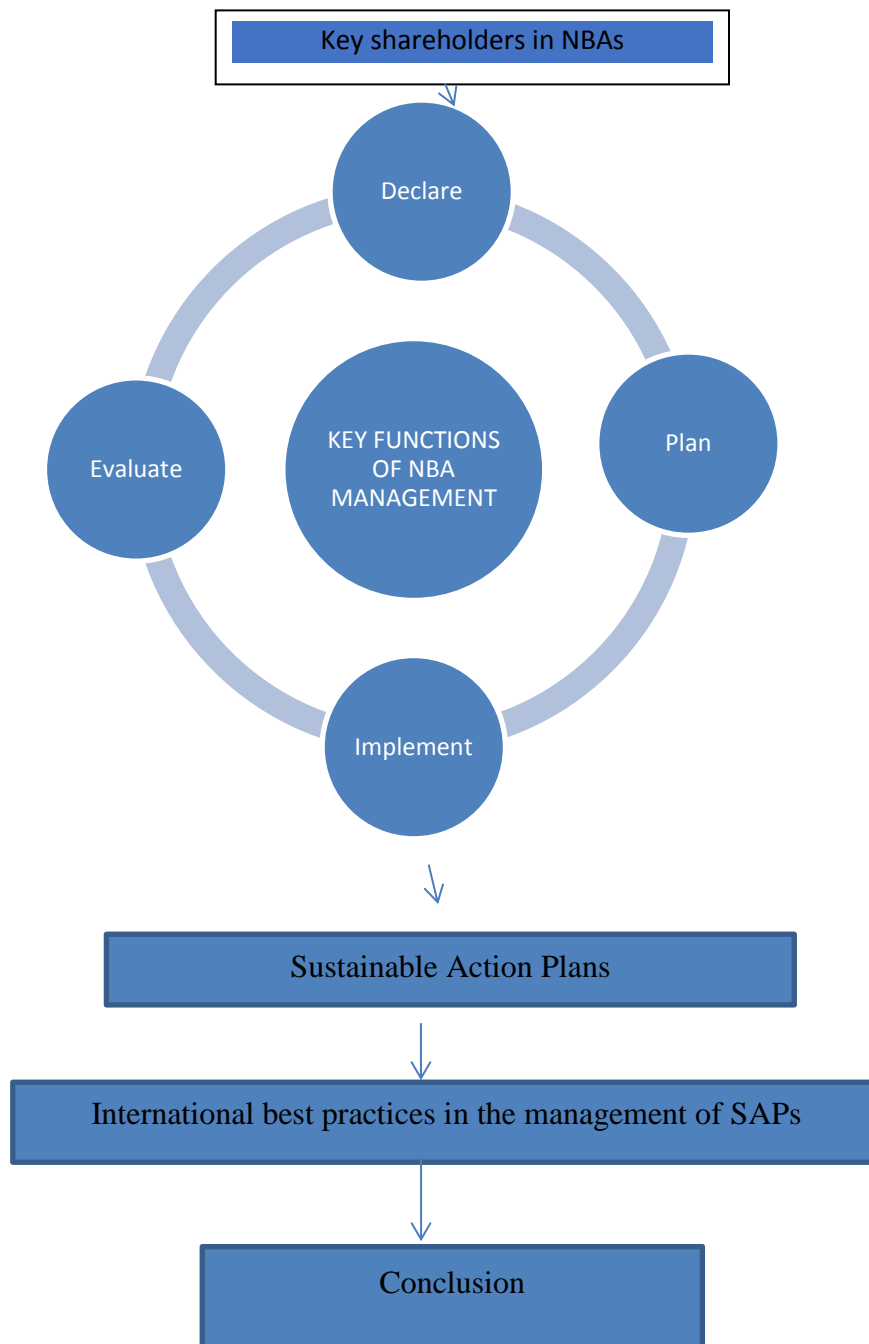 Key shareholders in NBAs
Declare
KEY FUNCTIONS
OF NBA
MANAGEMENT
Plan
Evaluate
Implement
Sustainable Action Plans
International best practices in the management of SAPs
Conclusion